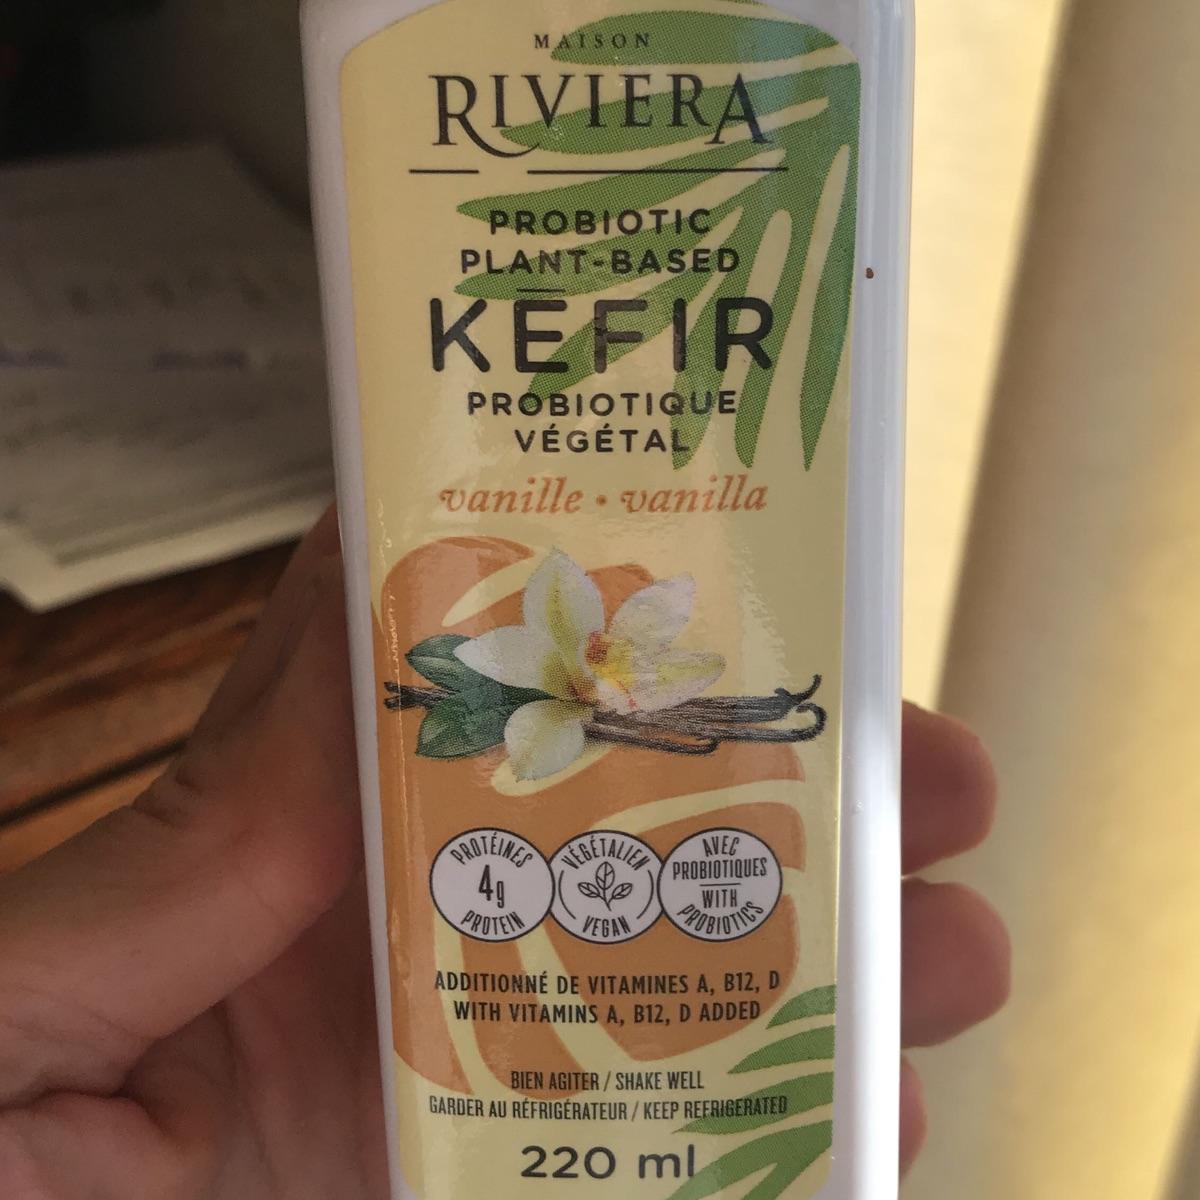 MAISON
RIVIERA
PROBIOTIC
PLANT-BASED
KĒFIR
PROBIOTIQUE
VÉGÉTAL
vanille • vanilla
PROTÉINES
4g
PROTEIN
VÉGÉTALIEN
VEGAN
AVEC
PROBIOTIQUES
WITH
PROBIOTICS
ADDITIONNÉ DE VITAMINES A, B12, D
WITH VITAMINS A, B12, D ADDED
BIEN AGITER / SHAKE WELL
GARDER AU RÉFRIGÉRATEUR / KEEP REFRIGERATED
220 ml